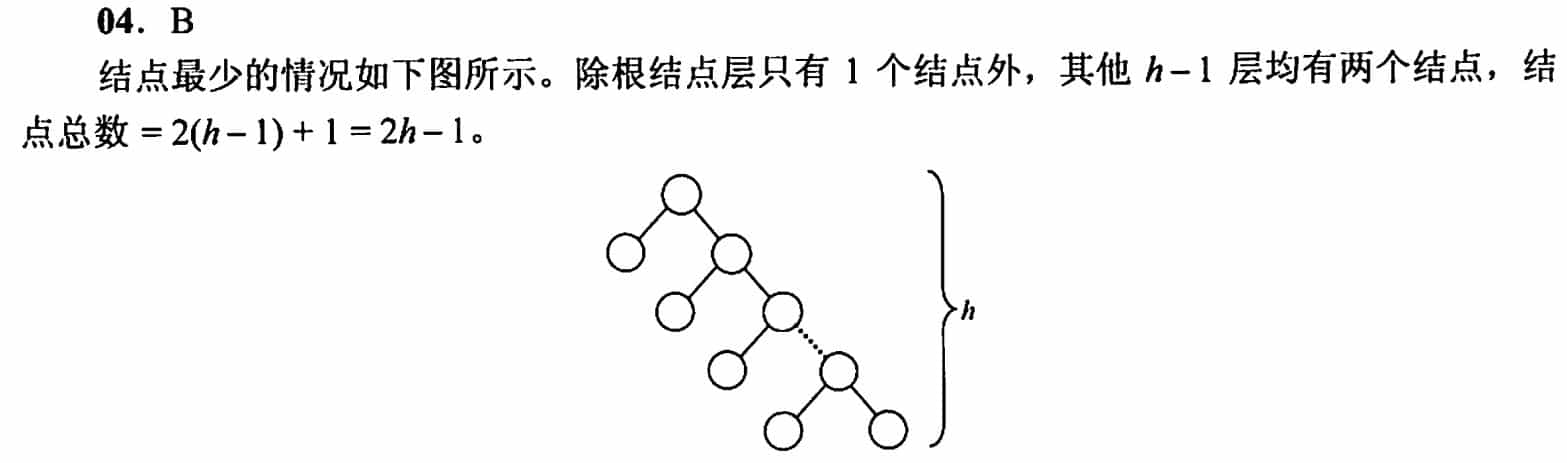 04. B
结点最少的情况如下图所示。除根结点层只有 1 个结点外，其他 h – 1 层均有两个结点，结
点总数 = 2(h – 1) + 1 = 2h – 1。
h